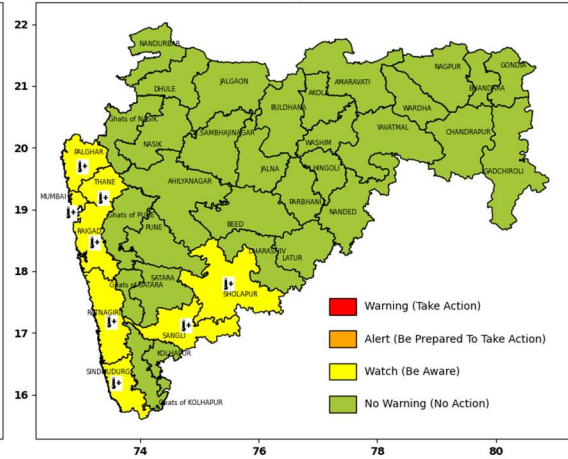 22
21
20
19
18
17
16
74
76
78
80
NANDURBAR
DHULE
JALGAON
NAGPUR
GONDIA
BHANDARA
AKOL
AMARAVATI
BULDHANA
WARDHA
Ghats of NASIK
SAMBHAJINAGAR
YAVATMAL
CHANDRAPUR
NASIK
WASHIM
PALGHAR
JALNA
HINGOLI
GADCHIROLI
THANE
AHILYANAGAR
MUMBAI
PARBHANI
NANDED
Ghats of PUNE
RAIGAD
PUNE
BEED
DHARASHIV
LATUR
SATARA
Ghats of SATARA
SHOLAPUR
RATNAGIRI
SANGLI
KOLHAPUR
SINDHUDURG
Ghats of KOLHAPUR
Warning (Take Action)
Alert (Be Prepared To Take Action)
Watch (Be Aware)
No Warning (No Action)